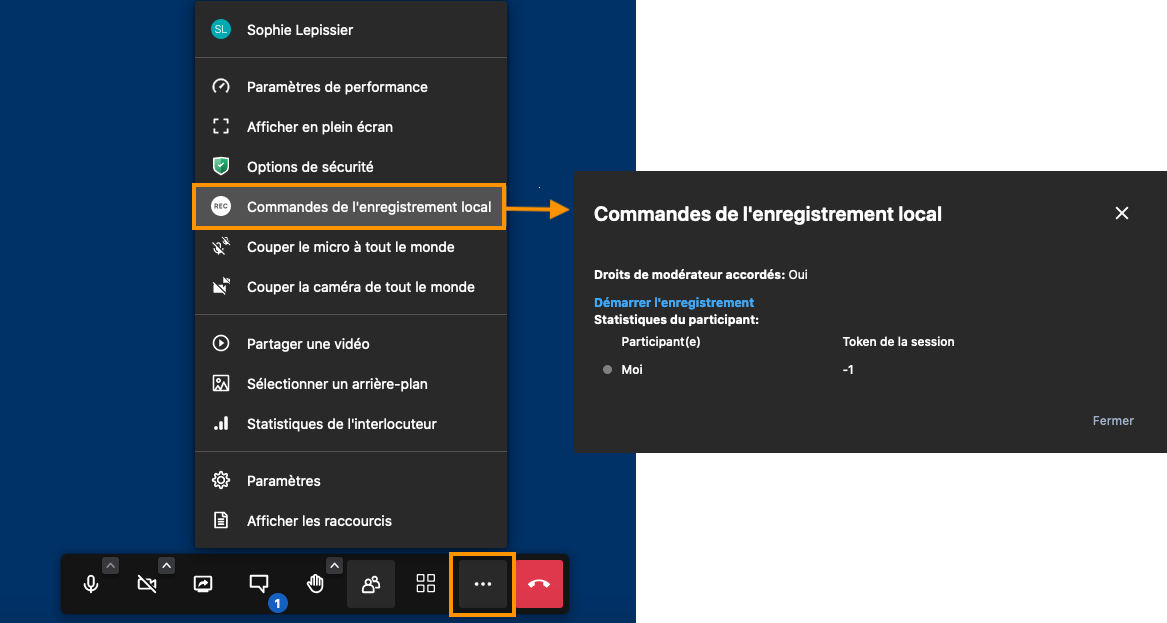 SL Sophie Lepissier
Paramètres de performance
Afficher en plein écran
Options de sécurité
REC Commandes de l'enregistrement local
Couper le micro à tout le monde
Couper la caméra de tout le monde
Partager une vidéo
Sélectionner un arrière-plan
Statistiques de l'interlocuteur
Paramètres
Afficher les raccourcis
1
Commandes de l'enregistrement local
Droits de modérateur accordés: Oui
Démarrer l'enregistrement
Statistiques du participant:
Participant(e) Token de la session
Moi -1
Fermer